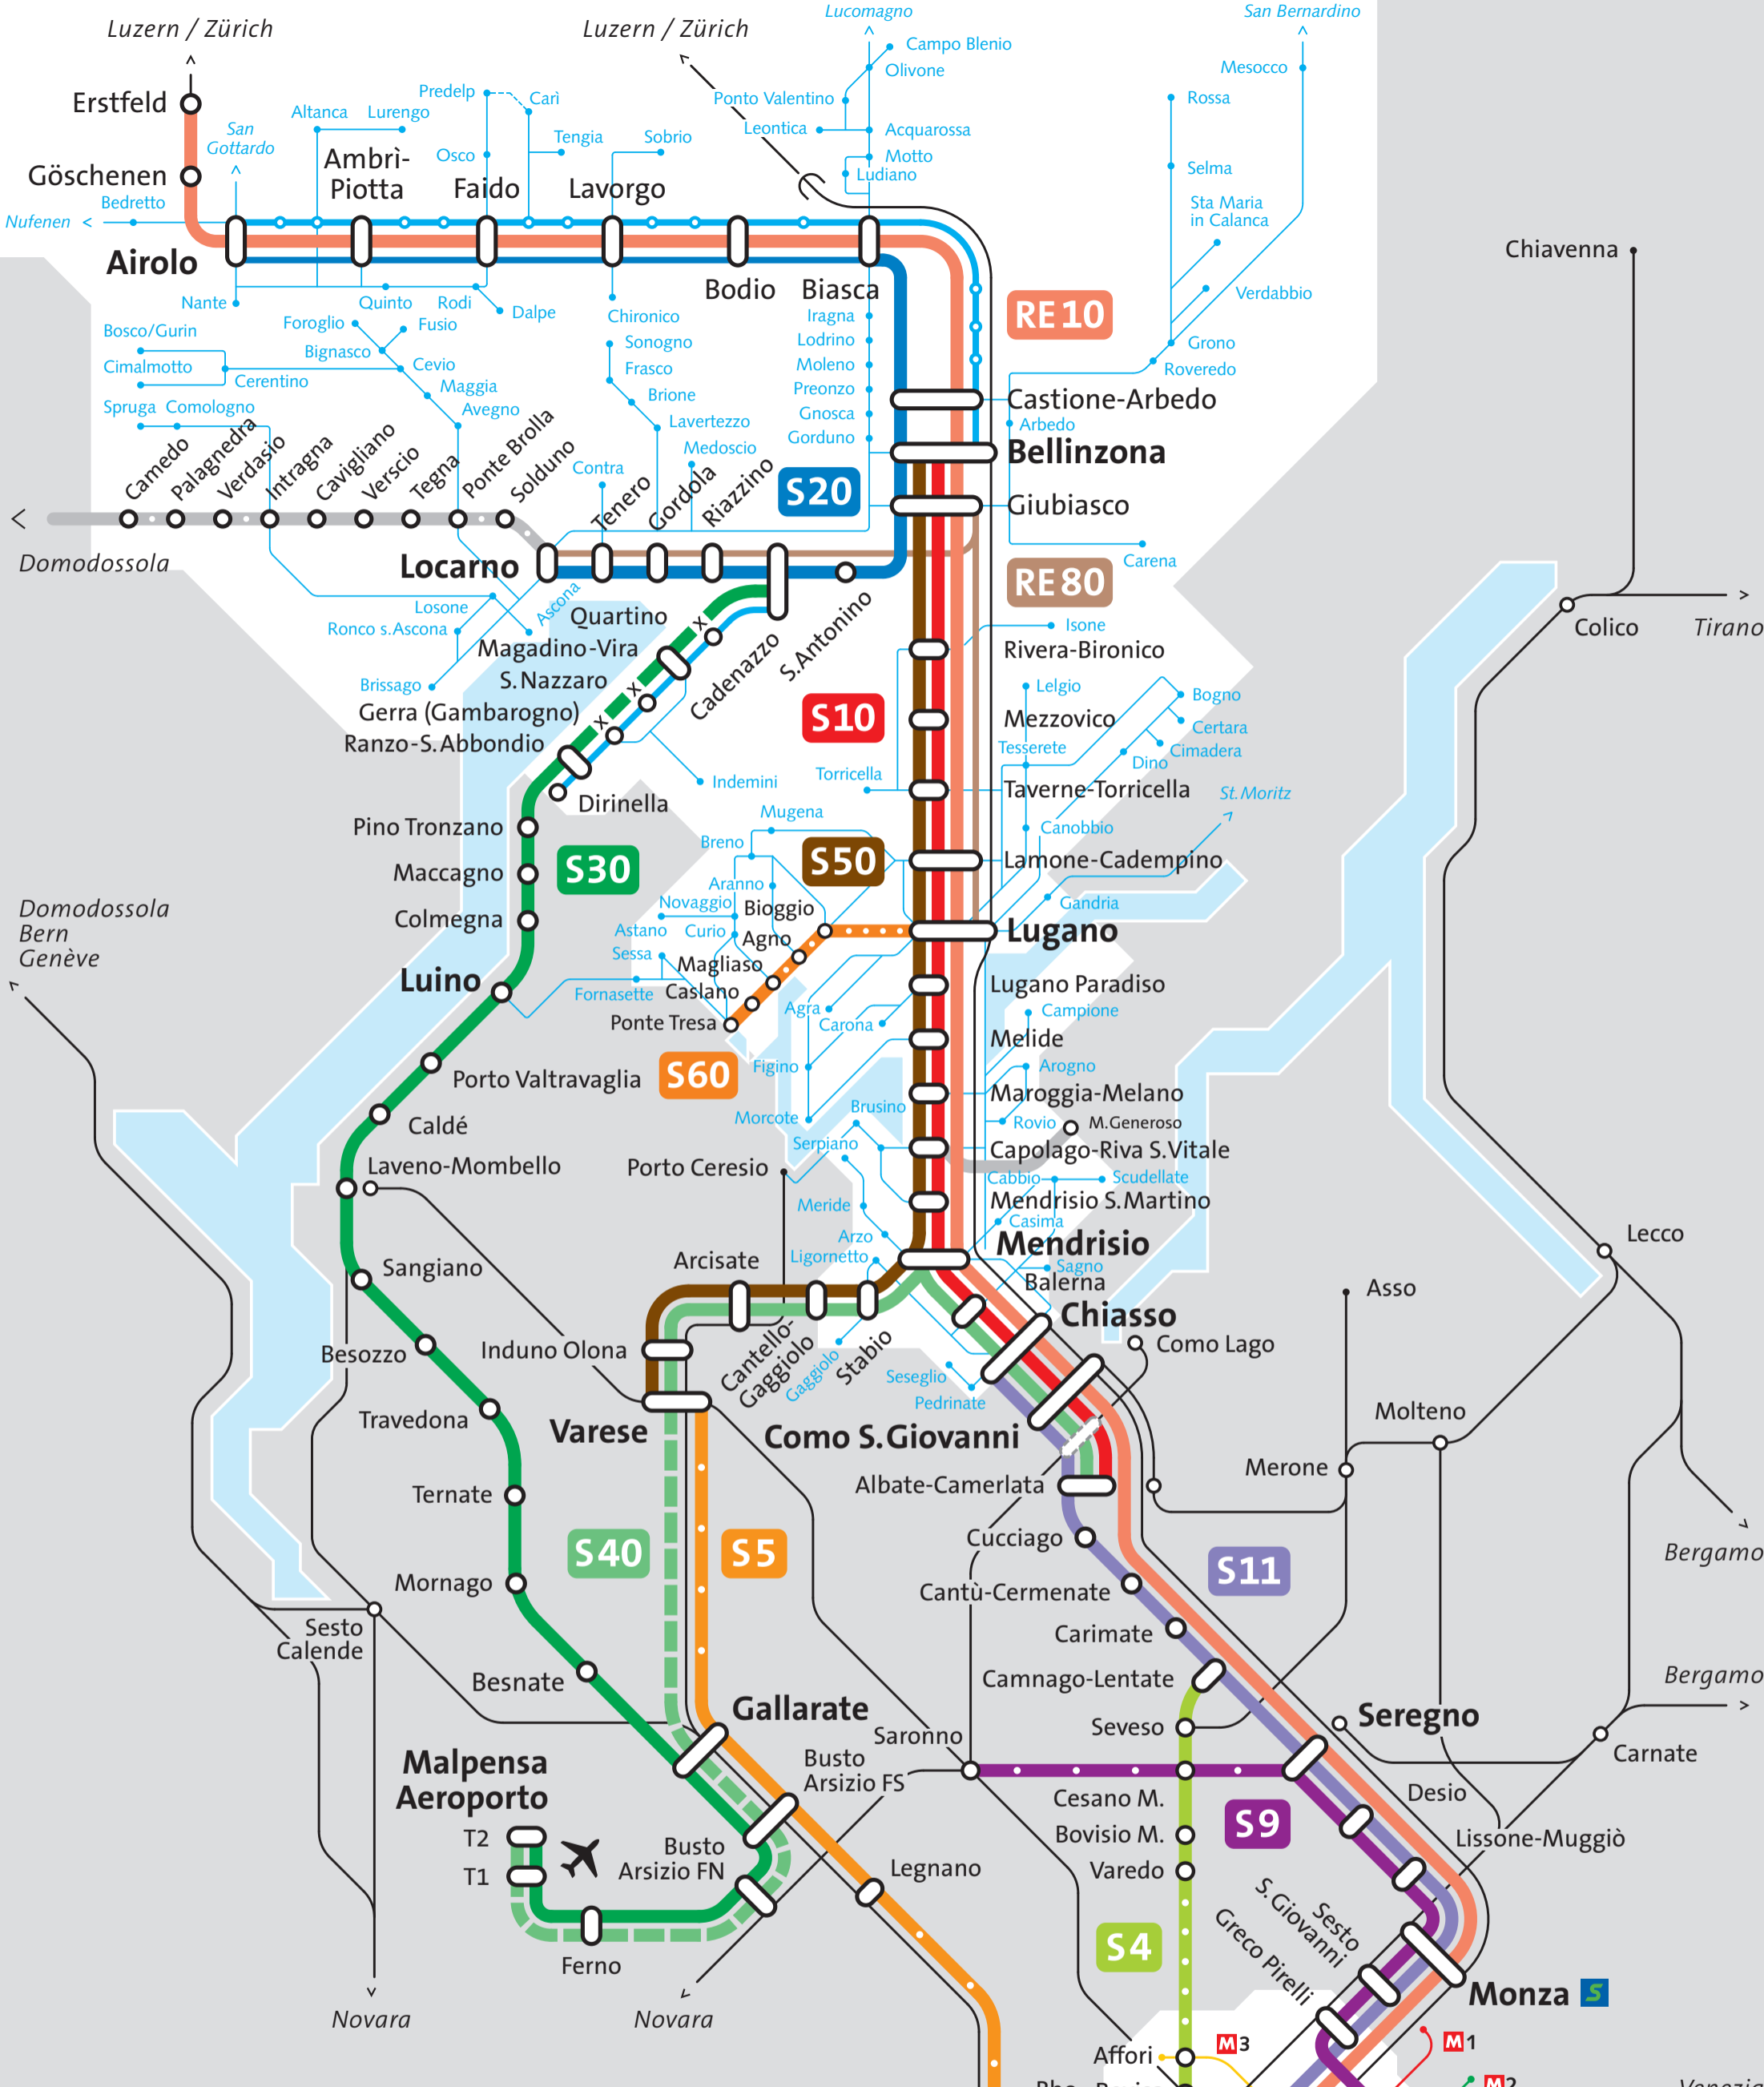 Luzern / Zürich
Luzern / Zürich
Lucomagno
San Bernardino
Campo Blenio
Olivone
Mesocco
Erstfeld
Predelp
Carì
Ponto Valentino
Rossa
Altanca
Lurengo
San
Gottardo
Tengia
Sobrio
Leontica
Acquarossa
Ambrì-
Piotta
Osco
Motto
Göschenen
Faido
Lavorgo
Ludiano
Selma
Bedretto
Nufenen
Sta Maria
in Calanca
Chiavenna
Airolo
Bodio
Biasca
Verdabbio
Nante
Quinto
Rodi
Dalpe
Chironico
Iragna
RE 10
Bosco/Gurin
Foroglio
Fusio
Sonogno
Lodrino
Grono
Bignasco
Cimalmotto
Cevio
Frasco
Moleno
Roveredo
Cerentino
Maggia
Brione
Preonzo
Castione-Arbedo
Spruga
Comologno
Avegno
Lavertezzo
Gnosca
Arbedo
Gorduno
Medoscio
Bellinzona
Camedo
Palagnedra
Verdasio
Intragna
Cavigliano
Verscio
Tegna
Ponte Brolla
Solduno
Contra
Tenero
Gordola
Riazzino
S20
Giubiasco
Domodossola
Locarno
Carena
RE 80
Losone
Ascona
Quartino
Ronco s.Ascona
Magadino-Vira
S.Nazzaro
Cadenazzo
S.Antonino
Isone
Rivera-Bironico
Colico
Tirano
Brissago
Gerra (Gambarogno)
Ranzo-S.Abbondio
S10
Lelgio
Bogno
Mezzovico
Certara
Tesserete
Cimadera
Dino
Indemini
Torricella
Taverne-Torricella
St. Moritz
Dirinella
Pino Tronzano
Mugena
Canobbio
Breno
S50
Lamone-Cadempino
S30
Maccagno
Aranno
Gandria
Novaggio
Bioggio
Domodossola
Bern
Genève
Colmegna
Astano
Curio
Agno
Lugano
Sessa
Magliaso
Luino
Fornasette
Caslano
Lugano Paradiso
Agra
Campione
Ponte Tresa
Carona
Melide
S60
Figino
Arogno
Porto Valtravaglia
Maroggia-Melano
Brusino
Morcote
Caldé
Rovio
M.Generoso
Serpiano
Capolago-Riva S.Vitale
Laveno-Mombello
Porto Ceresio
Cabbio
Scudellate
Meride
Mendrisio S.Martino
Casima
Arzo
Mendrisio
Lecco
Arcisate
Ligornetto
Sagno
Sangiano
Balerna
Asso
Chiasso
Induno Olona
Cantello-
Gaggiolo
Gaggiolo
Stabio
Como Lago
Besozzo
Seseglio
Pedrinate
Travedona
Varese
Como S.Giovanni
Molteno
Merone
Albate-Camerlata
Ternate
Cucciago
S40
S5
S11
Bergamo
Mornago
Cantù-Cermenate
Sesto
Calende
Carimate
Besnate
Camnago-Lentate
Bergamo
Gallarate
Seveso
Seregno
Saronno
Malpensa
Aeroporto
Busto
Arsizio FS
Carnate
Cesano M.
Desio
T2
S9
Bovisio M.
Lissone-Muggiò
Busto
Arsizio FN
T1
Legnano
Varedo
Sesto
S.Giovanni
Greco Pirelli
S4
Ferno
Monza
S
Novara
Novara
Affori
M3
M1
M2